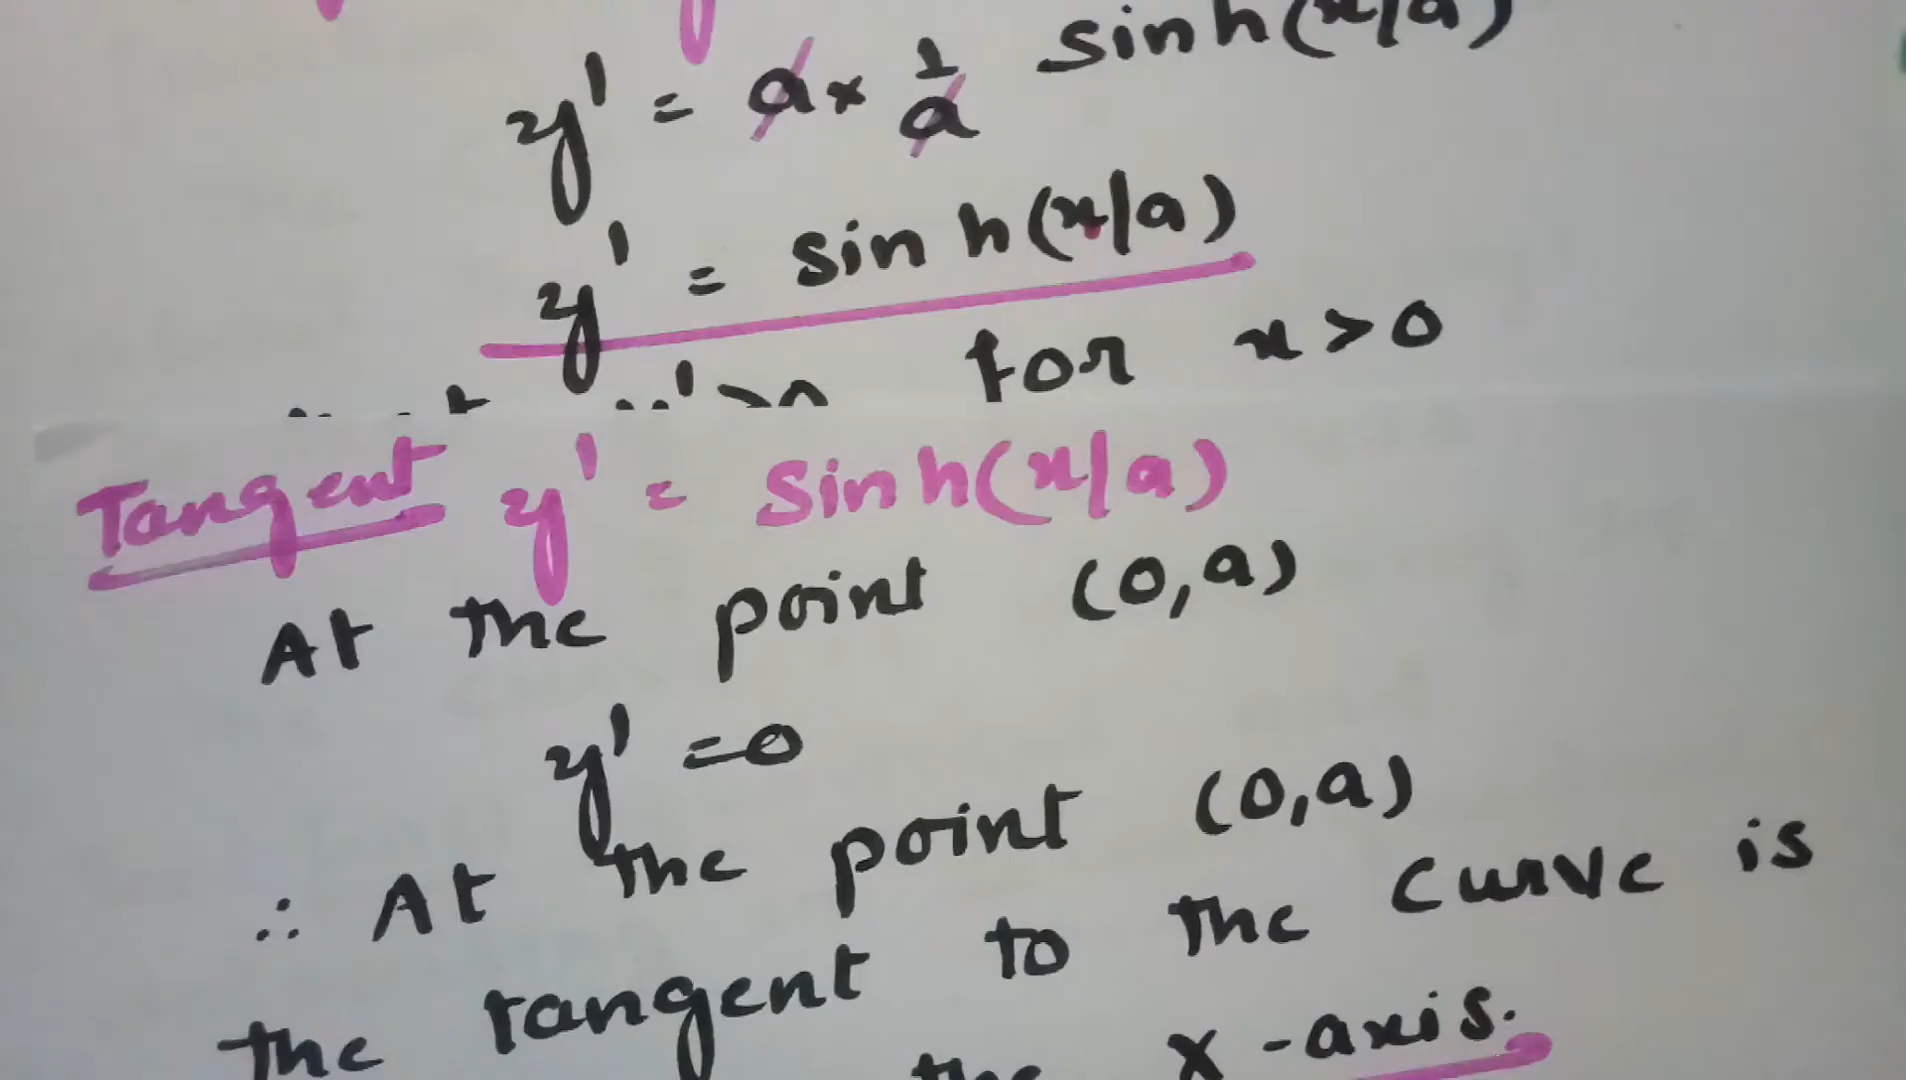 y' = a x 1/a sinh(x/a)
y' = sinh(x/a)
for x>0
Tangent y' = sinh(x/a)
At the point (0,a)
y' =0
∴ At the point (0,a)
the tangent to the curve is
the x-axis.